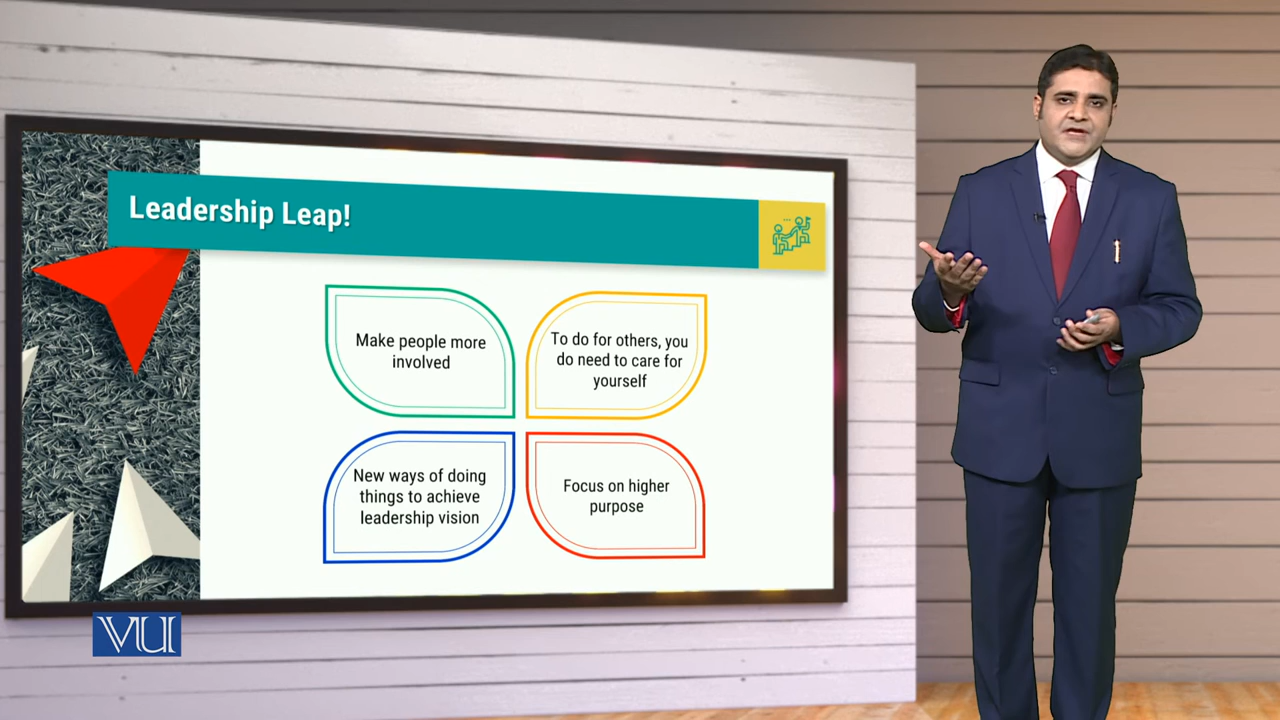 Leadership Leap!
Make people more
involved
To do for others, you
do need to care for
yourself
New ways of doing
things to achieve
leadership vision
Focus on higher
purpose
VU